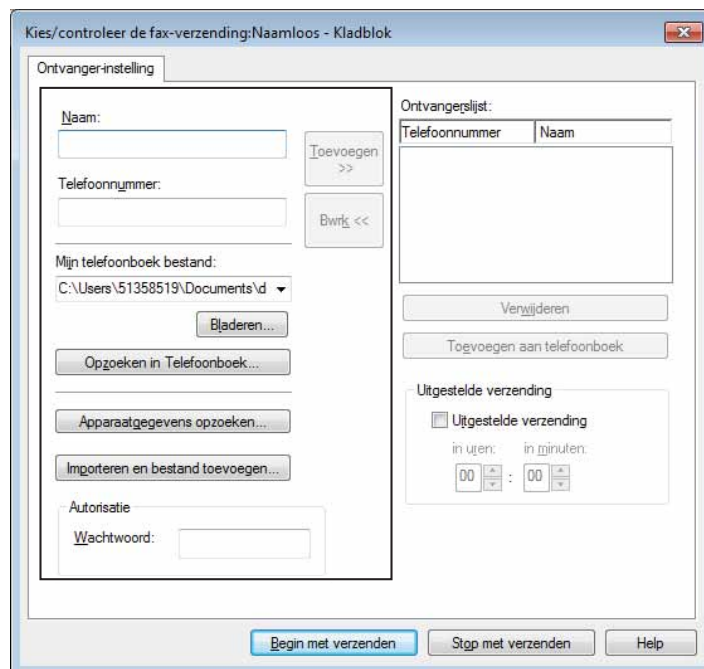 Kies/controleer de fax-verzending:Naamloos - Kladblok
Ontvanger-instelling
Naam:
Toevoegen
>>
Telefoonnummer:
Bwrk <<
Mijn telefoonboek bestand:
C:\Users\51358519\Documents\d
Bladeren...
Opzoeken in Telefoonboek...
Apparaatgegevens opzoeken...
Importeren en bestand toevoegen...
Autorisatie
Wachtwoord:
Ontvangerslijst:
Telefoonnummer Naam
Verwijderen
Toevoegen aan telefoonboek
Uitgestelde verzending
Uitgestelde verzending
in uren: in minuten:
00 : 00
Begin met verzenden Stop met verzenden Help